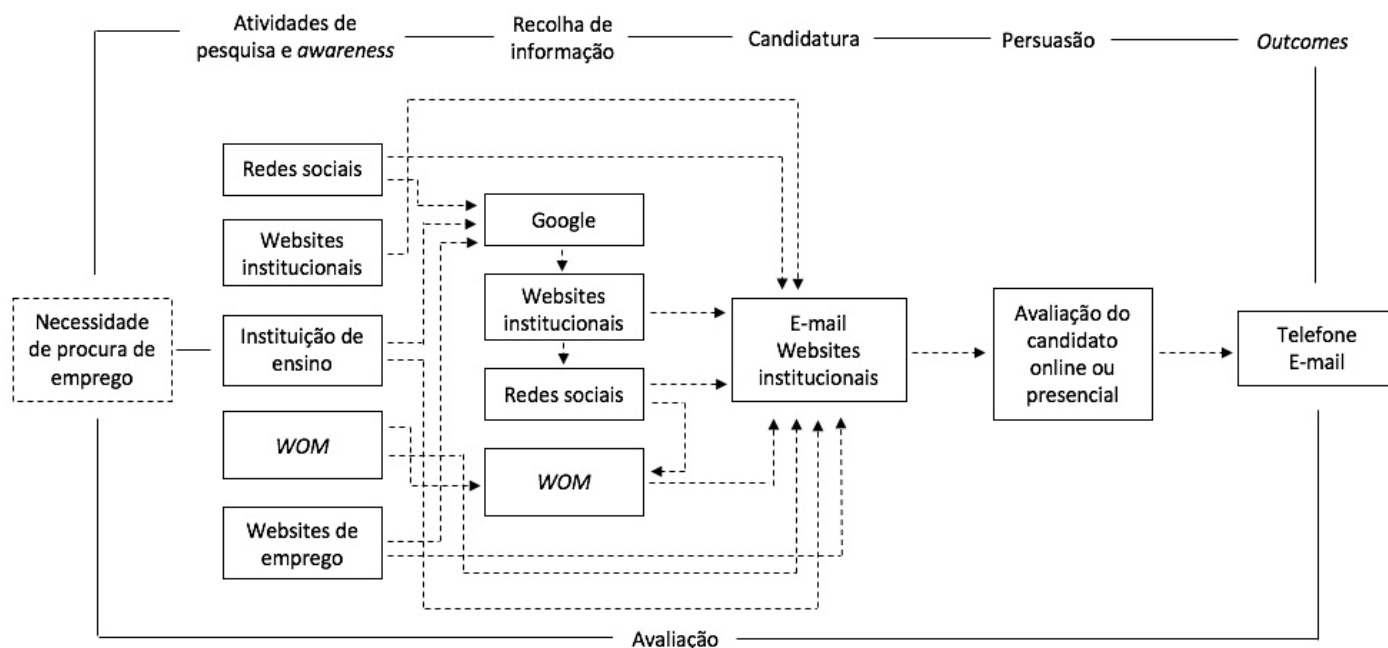 Atividades de
pesquisa e awareness
Recolha de
informação
Candidatura
Persuasão
Outcomes
Necessidade
de procura de
emprego
Redes sociais
Websites
institucionais
Instituição de
ensino
WOM
Websites de
emprego
Google
Websites
institucionais
Redes sociais
WOM
E-mail
Websites
institucionais
Avaliação do
candidato
online ou
presencial
Telefone
E-mail
Avaliação